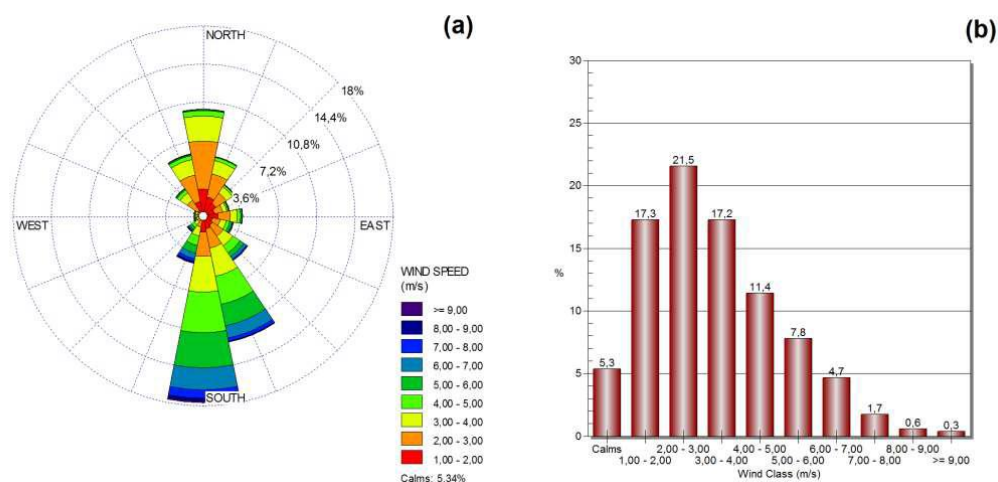 (a)
NORTH
18%
14,4%
10,8%
7,2%
3,6%
WEST
EAST
SOUTH
WIND SPEED
(m/s)
>= 9,00
8,00 - 9,00
7,00 - 8,00
6,00 - 7,00
5,00 - 6,00
4,00 - 5,00
3,00 - 4,00
2,00 - 3,00
1,00 - 2,00
Calms: 5.34%
(b)
30
25
20
15
10
5
0
%
5,3
17,3
21,5
17,2
11,4
7,8
4,7
1,7
0,6
0,3
Calms
1,00 - 2,00
2,00 - 3,00
3,00 - 4,00
4,00 - 5,00
5,00 - 6,00
6,00 - 7,00
7,00 - 8,00
8,00 - 9,00
>= 9,00
Wind Class (m/s)